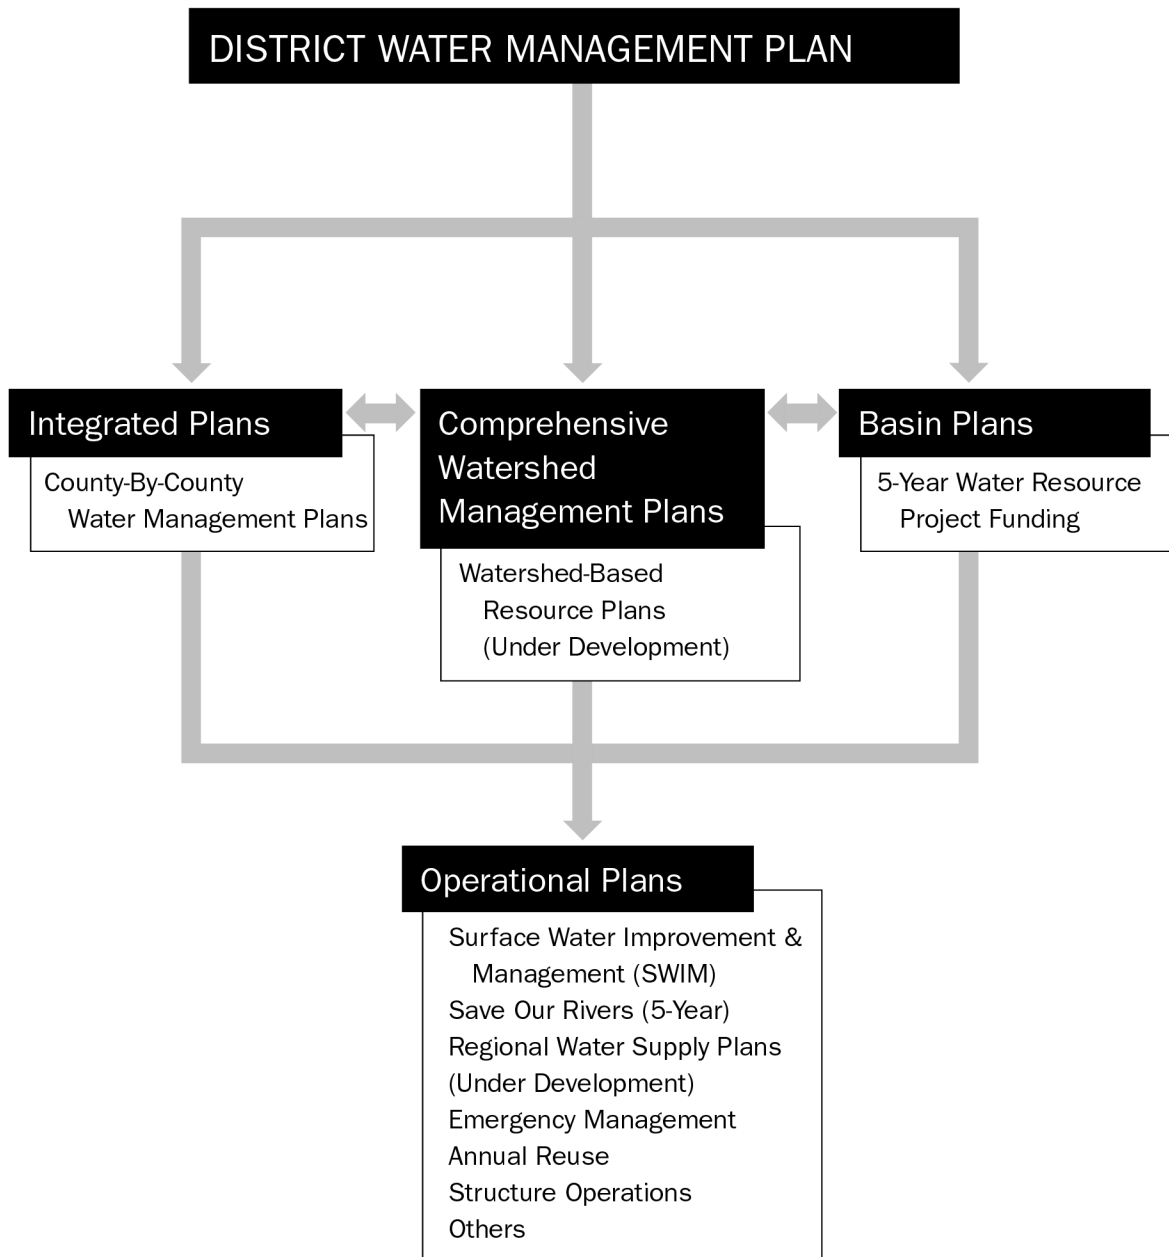 DISTRICT WATER MANAGEMENT PLAN
Integrated Plans
County-By-County
Water Management Plans
Comprehensive
Watershed
Management Plans
Watershed-Based
Resource Plans
(Under Development)
Basin Plans
5-Year Water Resource
Project Funding
Operational Plans
Surface Water Improvement &
Management (SWIM)
Save Our Rivers (5-Year)
Regional Water Supply Plans
(Under Development)
Emergency Management
Annual Reuse
Structure Operations
Others